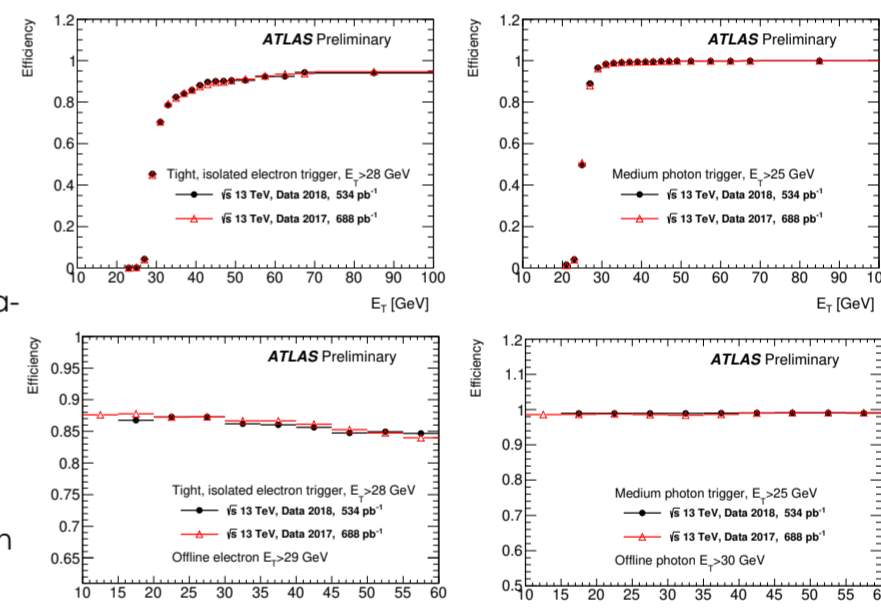 1.2
1
0.8
0.6
0.4
0.2
0
Efficiency
ATLAS Preliminary
Tight, isolated electron trigger, E_T>28 GeV
√s 13 TeV, Data 2018, 534 pb⁻¹
√s 13 TeV, Data 2017, 688 pb⁻¹
10 20 30 40 50 60 70 80 90 100
E_T [GeV]
1.2
1
0.8
0.6
0.4
0.2
0
Efficiency
ATLAS Preliminary
Medium photon trigger, E_T>25 GeV
√s 13 TeV, Data 2018, 534 pb⁻¹
√s 13 TeV, Data 2017, 688 pb⁻¹
10 20 30 40 50 60 70 80 90 100
E_T [GeV]
a-
1
0.95
0.9
0.85
0.8
0.75
0.7
0.65
Efficiency
ATLAS Preliminary
Tight, isolated electron trigger, E_T>28 GeV
√s 13 TeV, Data 2018, 534 pb⁻¹
√s 13 TeV, Data 2017, 688 pb⁻¹
Offline electron E_T>29 GeV
10 15 20 25 30 35 40 45 50 55 60
n
1.2
1.1
1
0.9
0.8
0.7
0.6
0.5
Efficiency
ATLAS Preliminary
Medium photon trigger, E_T>25 GeV
√s 13 TeV, Data 2018, 534 pb⁻¹
√s 13 TeV, Data 2017, 688 pb⁻¹
Offline photon E_T>30 GeV
10 15 20 25 30 35 40 45 50 55